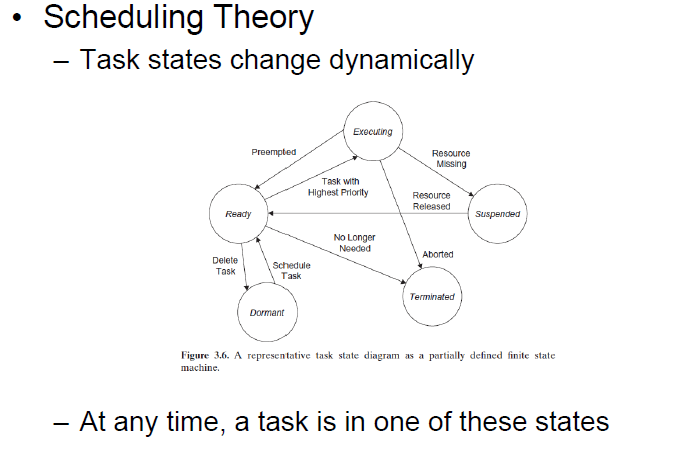 • Scheduling Theory
– Task states change dynamically
Executing
Preempted
Resource
Missing
Task with
Highest Priority
Resource
Released
Ready
Suspended
No Longer
Needed
Delete
Task
Schedule
Task
Aborted
Terminated
Dormant
Figure 3.6. A representative task state diagram as a partially defined finite state
machine.
– At any time, a task is in one of these states